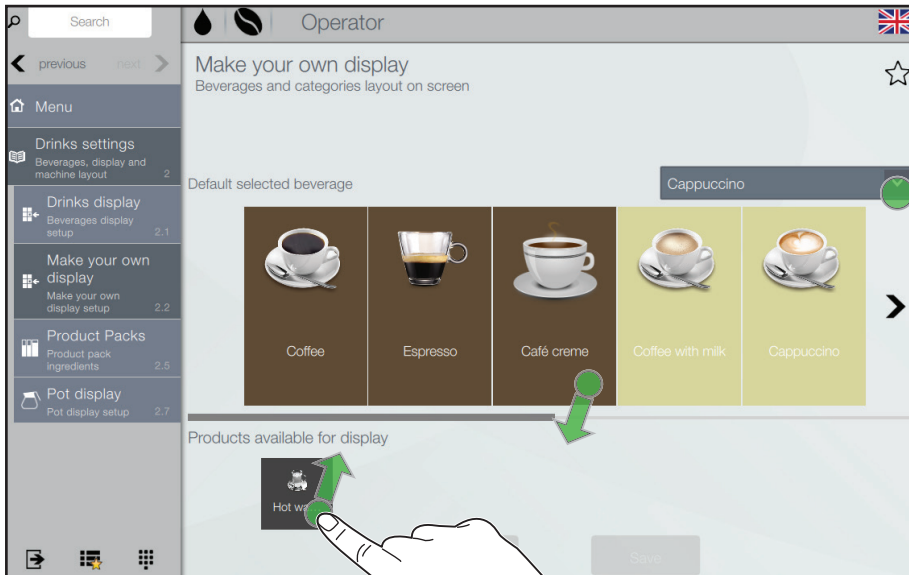 Search
previous
next
Menu
Drinks settings
Beverages, display and
machine layout 2
Drinks display
Beverages display
setup 2.1
Make your own
display
Make your own
display setup 2.2
Product Packs
Product pack
ingredients 2.5
Pot display
Pot display setup 2.7
Operator
Make your own display
Beverages and categories layout on screen
Default selected beverage
Cappuccino
Coffee
Espresso
Café creme
Coffee with milk
Cappuccino
Products available for display
Hot
Save